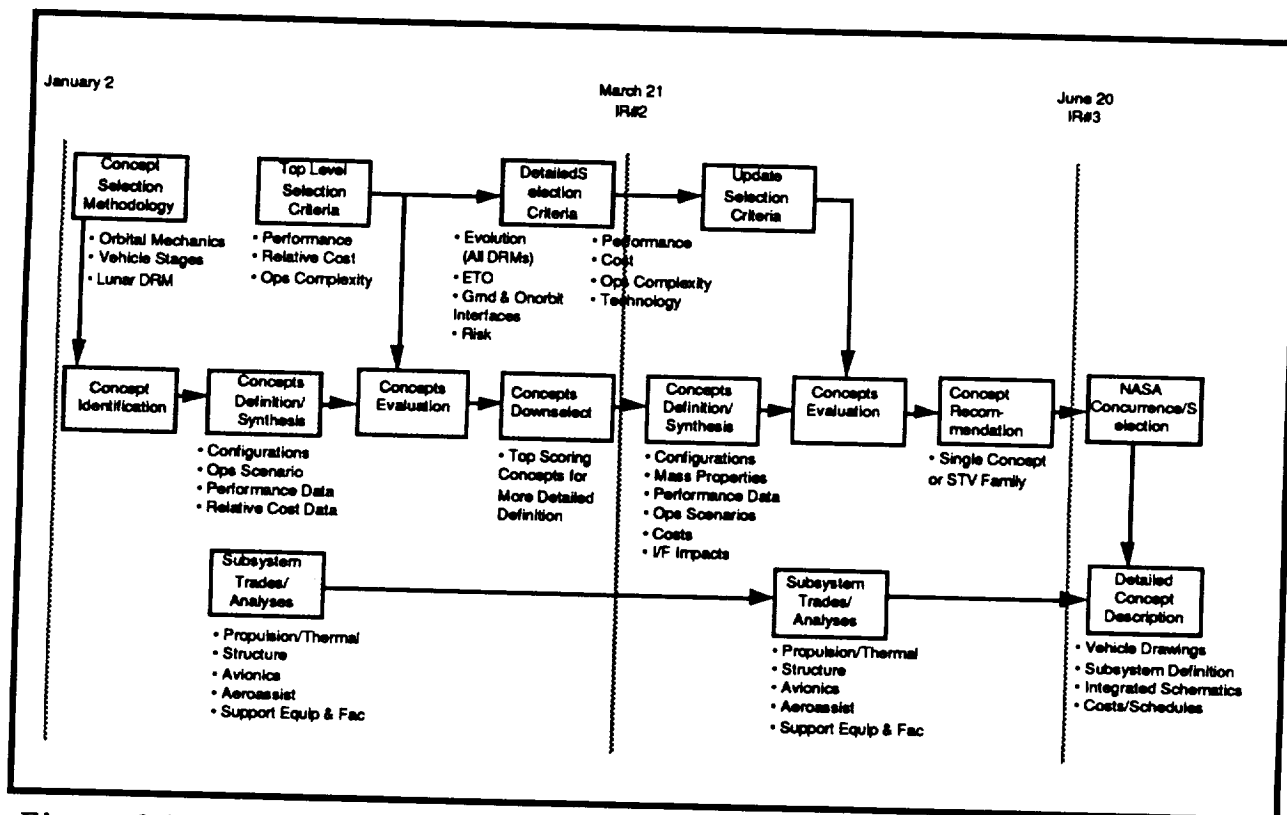 January 2
March 21
IR#2
June 20
IR#3
Concept
Selection
Methodology
• Orbital Mechanics
• Vehicle Stages
• Lunar DRM
Top Level
Selection
Criteria
• Performance
• Relative Cost
• Ops Complexity
DetailedS
election
Criteria
• Evolution
(All DRMs)
• ETO
• Grnd & Onorbit
Interfaces
• Risk
• Performance
• Cost
• Ops Complexity
• Technology
Update
Selection
Criteria
Concept
Identification
Concepts
Definition/
Synthesis
• Configurations
• Ops Scenario
• Performance Data
• Relative Cost Data
Concepts
Evaluation
Concepts
Downselect
• Top Scoring
Concepts for
More Detailed
Definition
Concepts
Definition/
Synthesis
• Configurations
• Mass Properties
• Performance Data
• Ops Scenarios
• Costs
• I/F Impacts
Concepts
Evaluation
Concept
Recom-
mendation
• Single Concept
or STV Family
NASA
Concurrence/S
election
Subsystem
Trades/
Analyses
• Propulsion/Thermal
• Structure
• Avionics
• Aeroassist
• Support Equip & Fac
Subsystem
Trades/
Analyses
• Propulsion/Thermal
• Structure
• Avionics
• Aeroassist
• Support Equip & Fac
Detailed
Concept
Description
• Vehicle Drawings
• Subsystem Definition
• Integrated Schematics
• Costs/Schedules